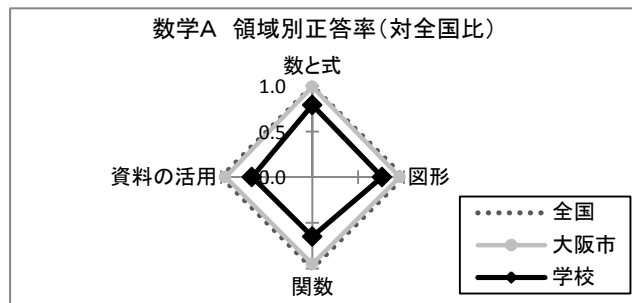 数学A 領域別正答率(対全国比)
数と式
1.0
0.5
0.0
資料の活用
図形
関数
全国
大阪市
学校